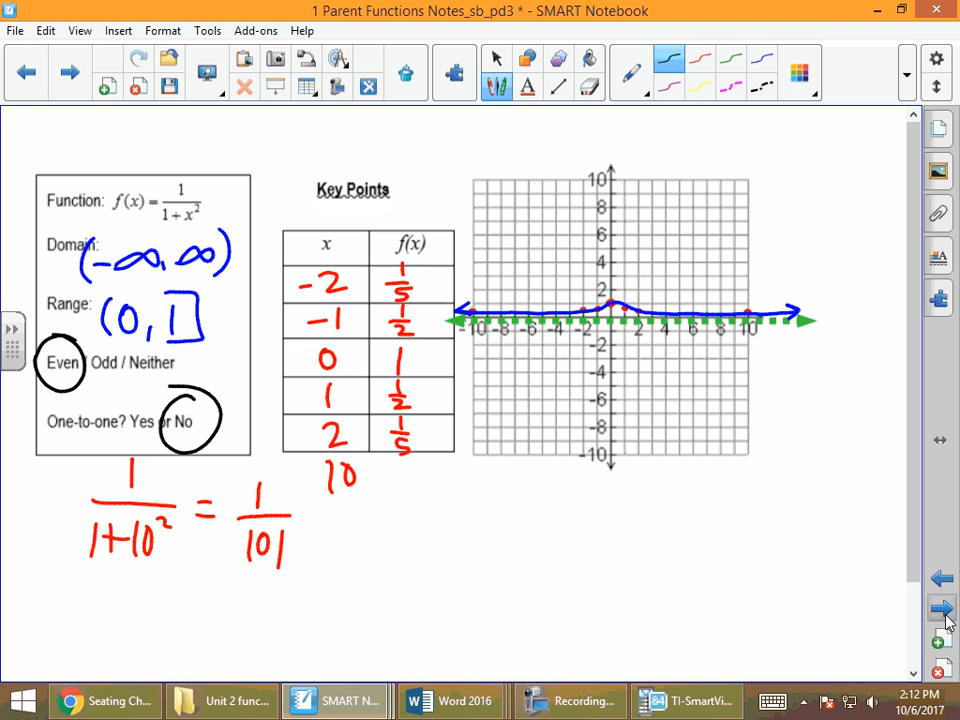 1 Parent Functions Notes_sb_pd3 * - SMART Notebook
File Edit View Insert Format Tools Add-ons Help
Function: f(x) = 1/(1 + x²)
Domain: (-∞, ∞)
Range: (0, 1]
Even / Odd / Neither
One-to-one? Yes or No
1/(1+10²) = 1/101
Key Points
x f(x)
-2 1/5
-1 1/2
0 1
1 1/2
2 1/5
10
10
8
6
4
2
-10 -8 -6 -4 -2 2 4 6 8 10
-2
-4
-6
-8
-10
Seating Ch... Unit 2 func... SMART N... Word 2016 Recording... TI-SmartVi...
2:12 PM
10/6/2017